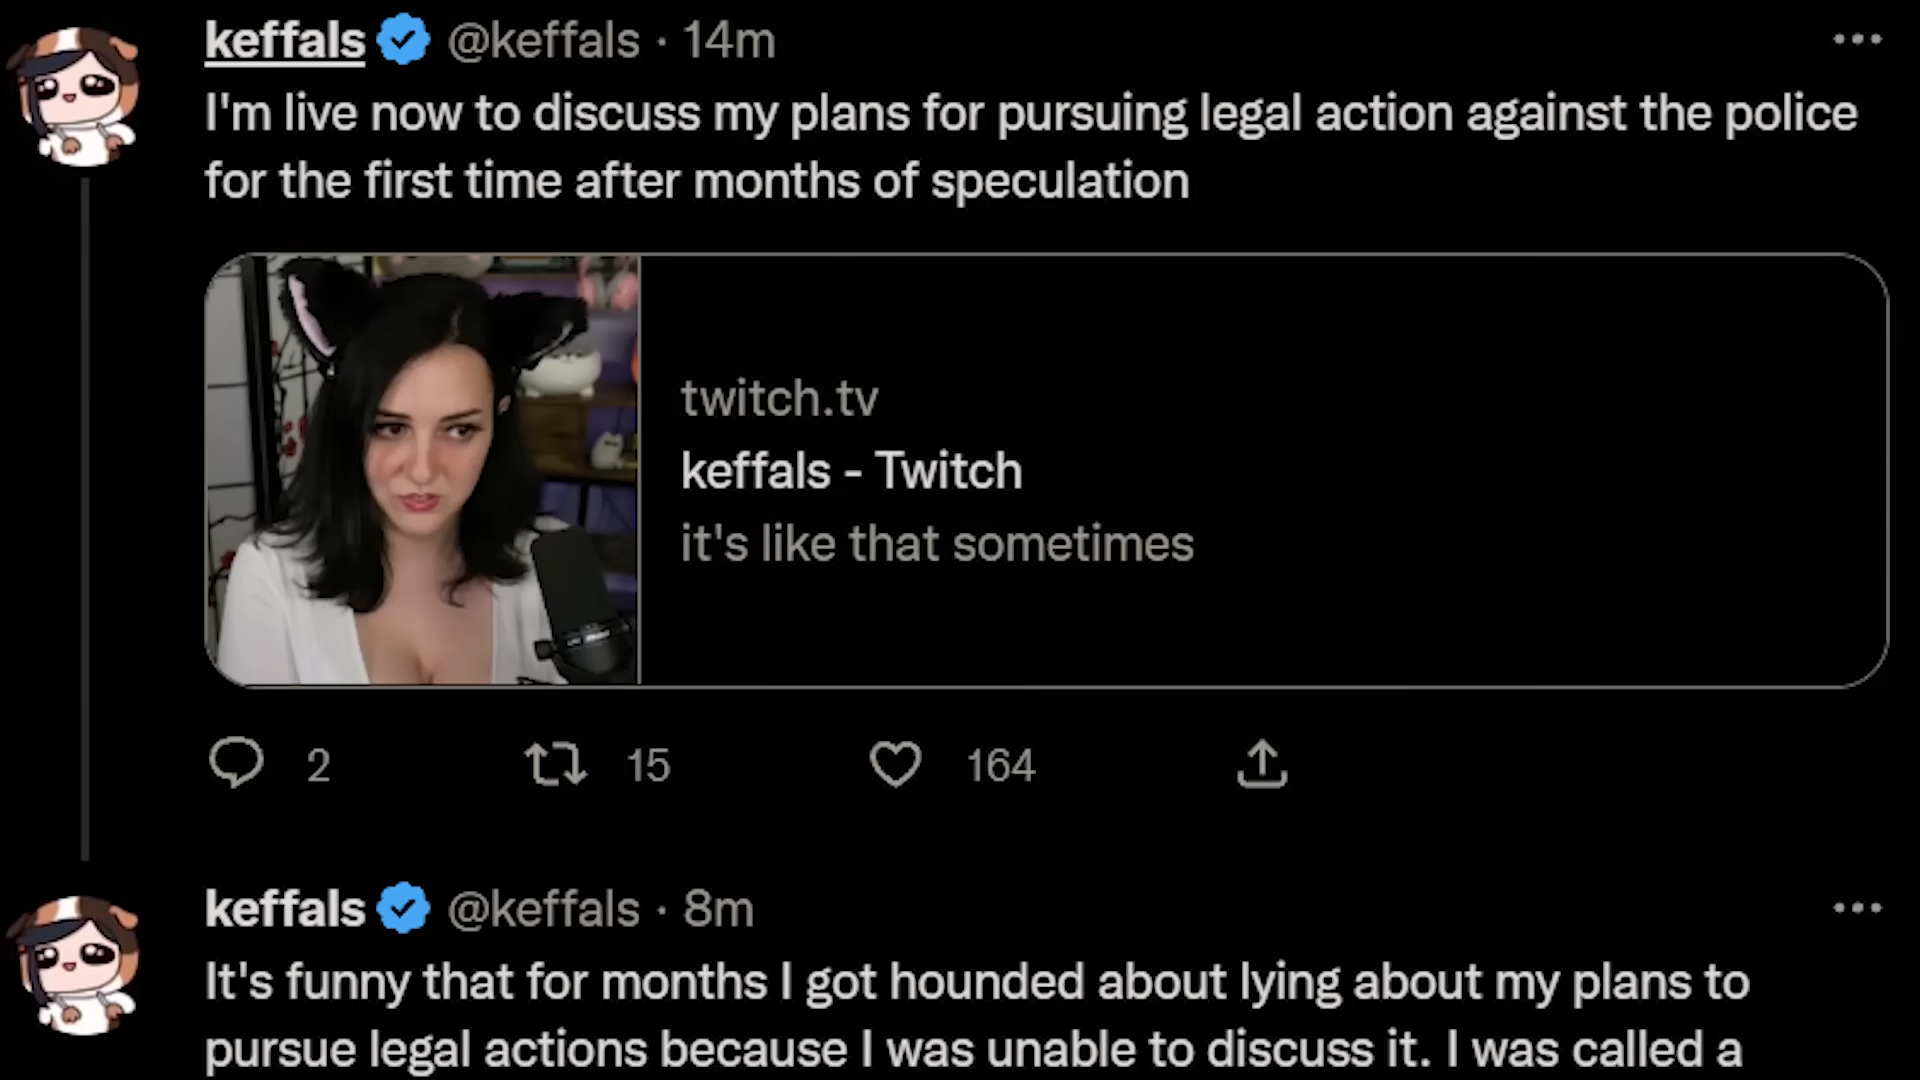 keffals @keffals · 14m
I'm live now to discuss my plans for pursuing legal action against the police
for the first time after months of speculation
twitch.tv
keffals - Twitch
it's like that sometimes
2 15 164
keffals @keffals · 8m
It's funny that for months I got hounded about lying about my plans to
pursue legal actions because I was unable to discuss it. I was called a